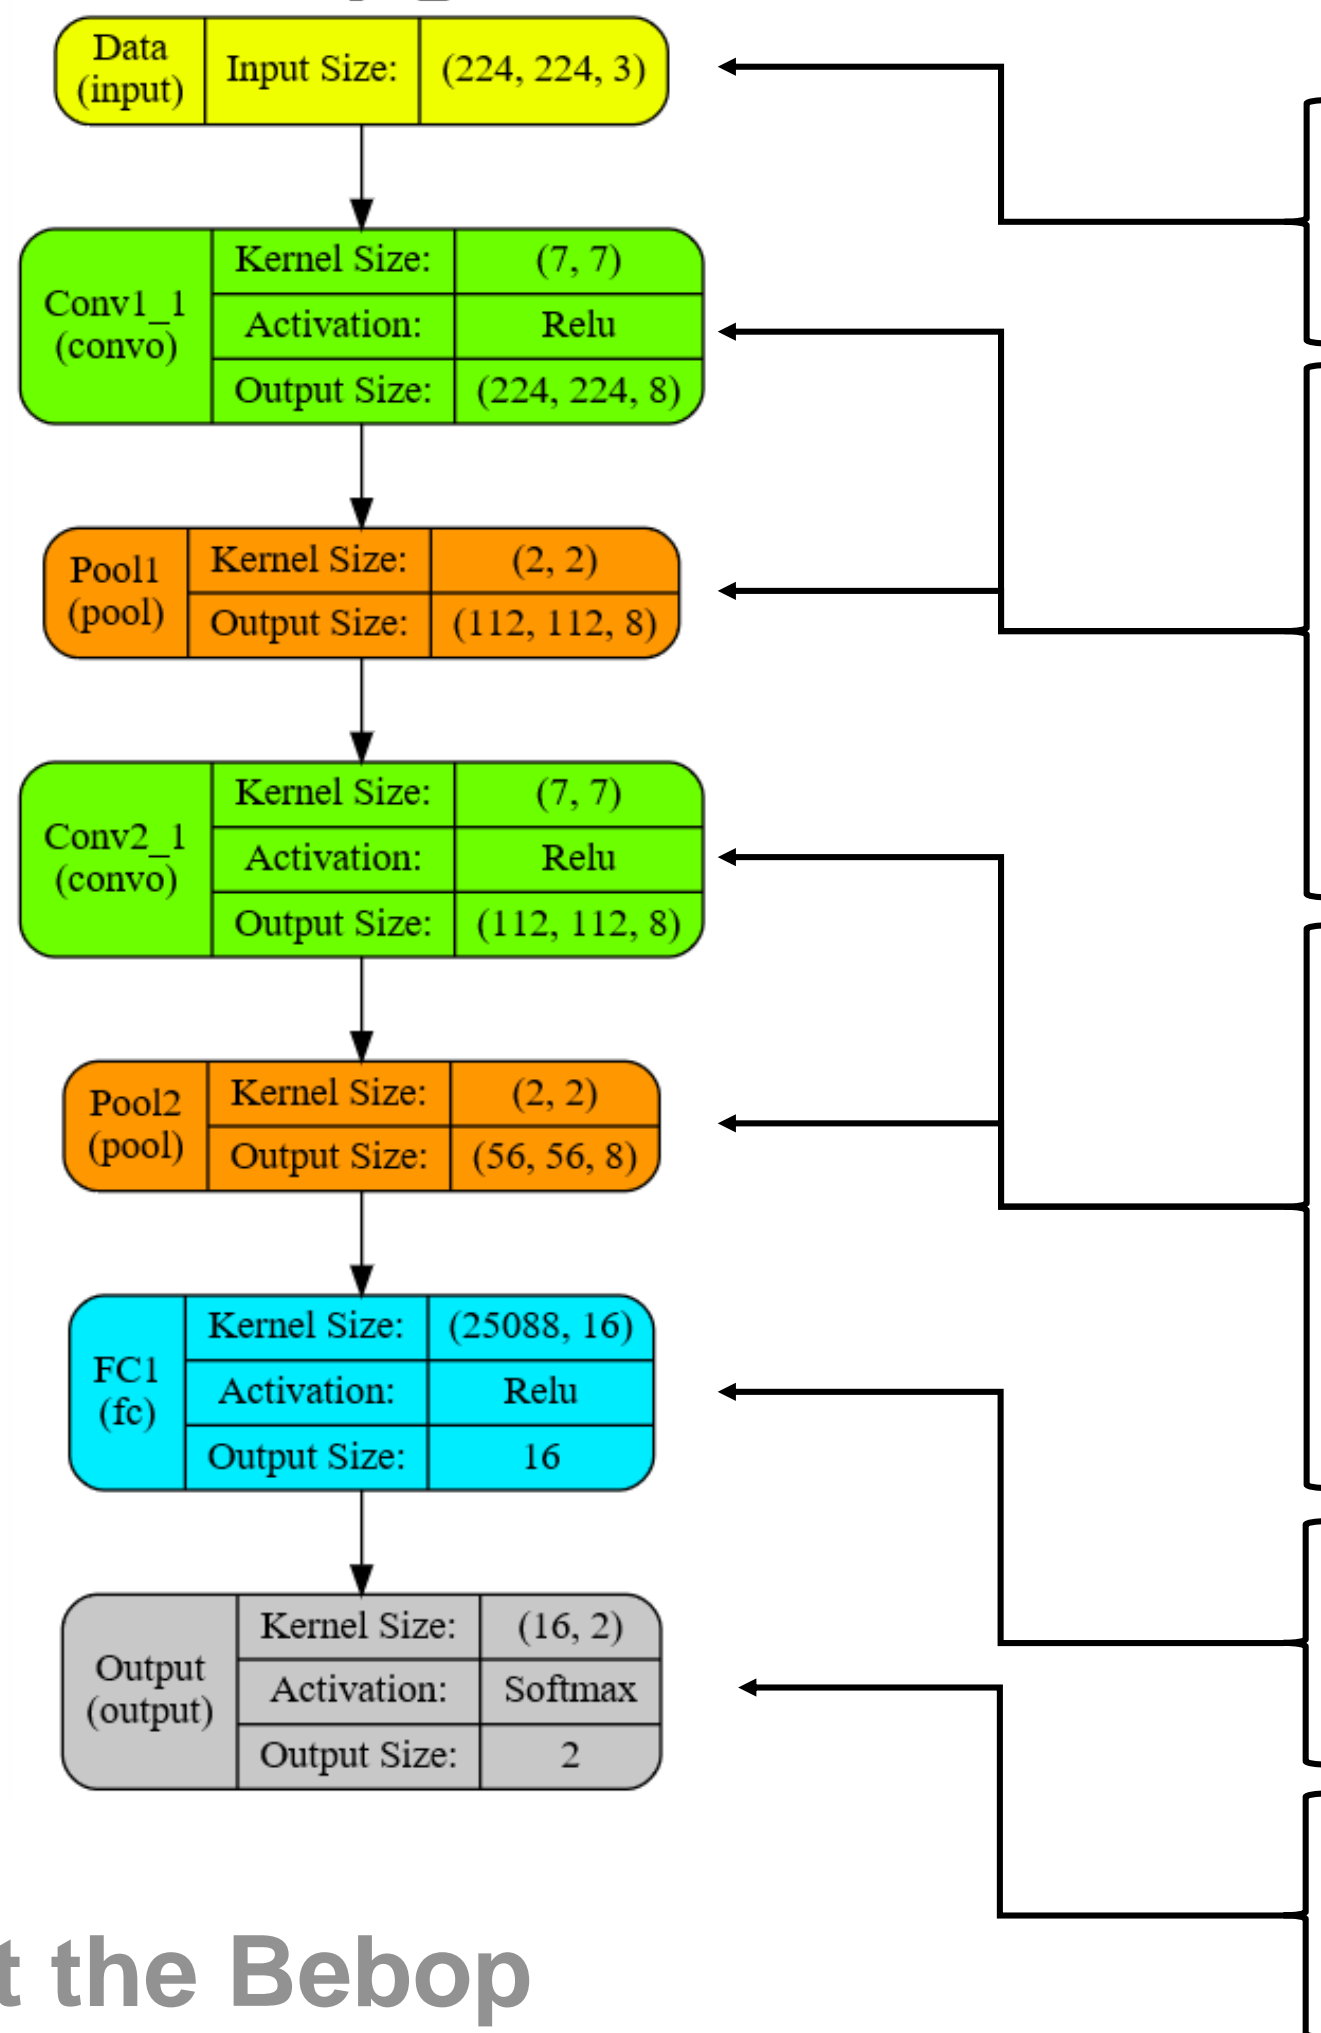 Data
(input)
Input Size:
(224, 224, 3)
Conv1_1
(convo)
Kernel Size:
(7, 7)
Activation:
Relu
Output Size:
(224, 224, 8)
Pool1
(pool)
Kernel Size:
(2, 2)
Output Size:
(112, 112, 8)
Conv2_1
(convo)
Kernel Size:
(7, 7)
Activation:
Relu
Output Size:
(112, 112, 8)
Pool2
(pool)
Kernel Size:
(2, 2)
Output Size:
(56, 56, 8)
FC1
(fc)
Kernel Size:
(25088, 16)
Activation:
Relu
Output Size:
16
Output
(output)
Kernel Size:
(16, 2)
Activation:
Softmax
Output Size:
2
t the Bebop